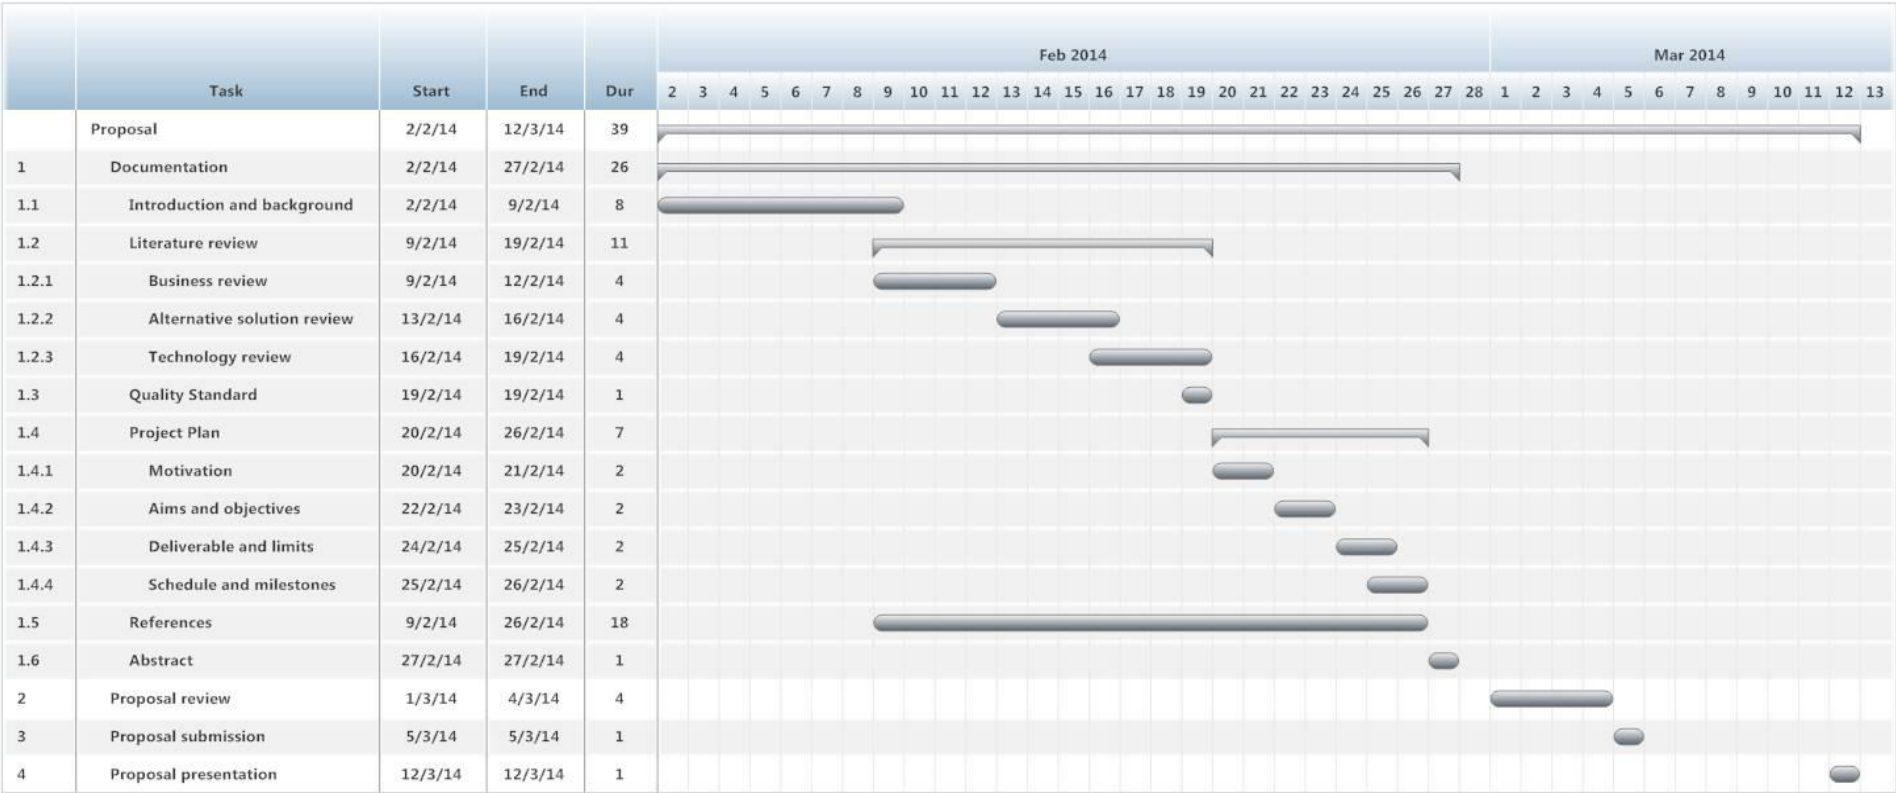 Feb 2014 Mar 2014
Task Start End Dur 2 3 4 5 6 7 8 9 10 11 12 13 14 15 16 17 18 19 20 21 22 23 24 25 26 27 28 1 2 3 4 5 6 7 8 9 10 11 12 13
Proposal 2/2/14 12/3/14 39
1 Documentation 2/2/14 27/2/14 26
1.1 Introduction and background 2/2/14 9/2/14 8
1.2 Literature review 9/2/14 19/2/14 11
1.2.1 Business review 9/2/14 12/2/14 4
1.2.2 Alternative solution review 13/2/14 16/2/14 4
1.2.3 Technology review 16/2/14 19/2/14 4
1.3 Quality Standard 19/2/14 19/2/14 1
1.4 Project Plan 20/2/14 26/2/14 7
1.4.1 Motivation 20/2/14 21/2/14 2
1.4.2 Aims and objectives 22/2/14 23/2/14 2
1.4.3 Deliverable and limits 24/2/14 25/2/14 2
1.4.4 Schedule and milestones 25/2/14 26/2/14 2
1.5 References 9/2/14 26/2/14 18
1.6 Abstract 27/2/14 27/2/14 1
2 Proposal review 1/3/14 4/3/14 4
3 Proposal submission 5/3/14 5/3/14 1
4 Proposal presentation 12/3/14 12/3/14 1